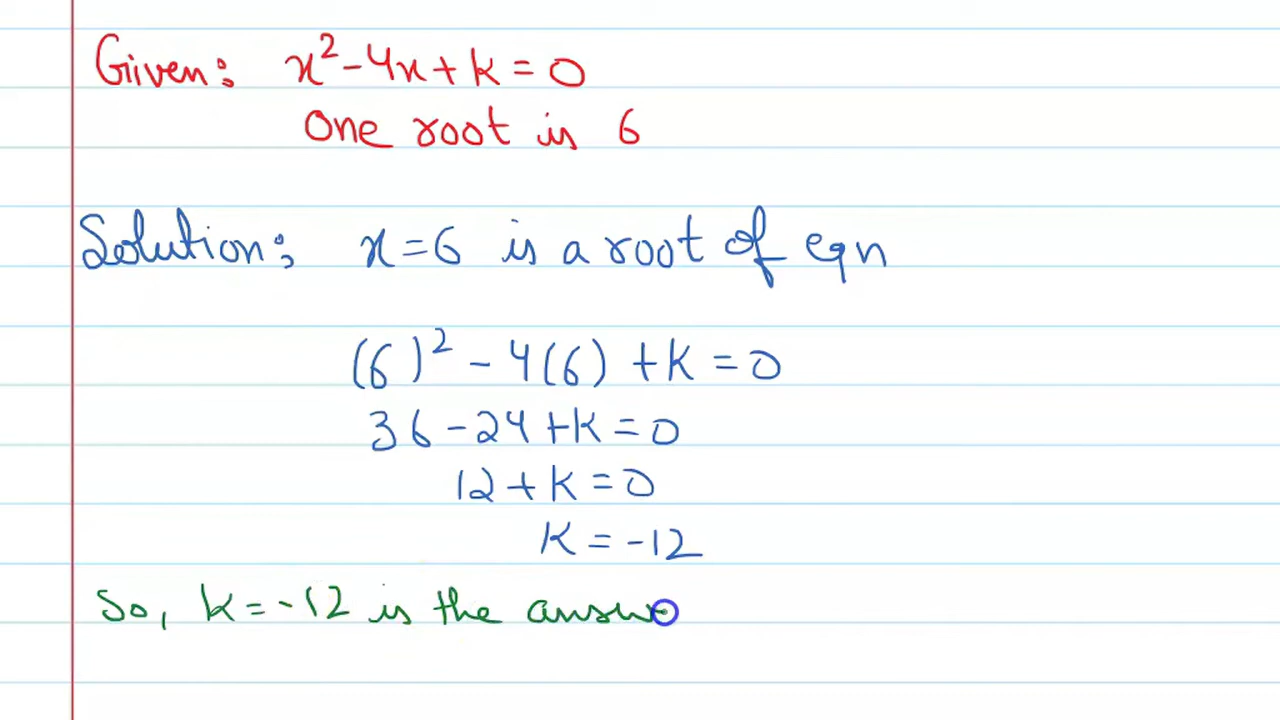 Given: x² - 4x + k = 0
One root is 6
Solution: x = 6 is a root of eqn
(6)² - 4(6) + k = 0
36 - 24 + k = 0
12 + k = 0
k = -12
So, k = -12 is the answe